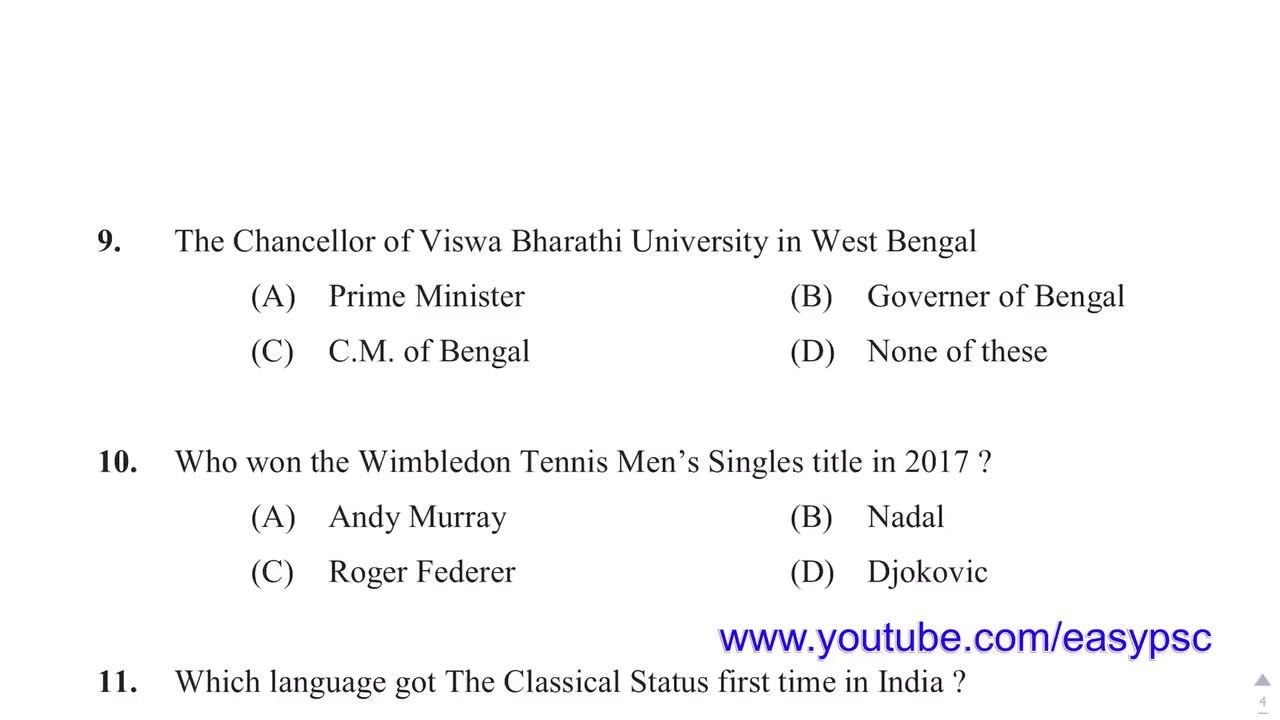 9. The Chancellor of Viswa Bharathi University in West Bengal
(A) Prime Minister (B) Governer of Bengal
(C) C.M. of Bengal (D) None of these
10. Who won the Wimbledon Tennis Men’s Singles title in 2017 ?
(A) Andy Murray (B) Nadal
(C) Roger Federer (D) Djokovic
www.youtube.com/easypsc
11. Which language got The Classical Status first time in India ?
4